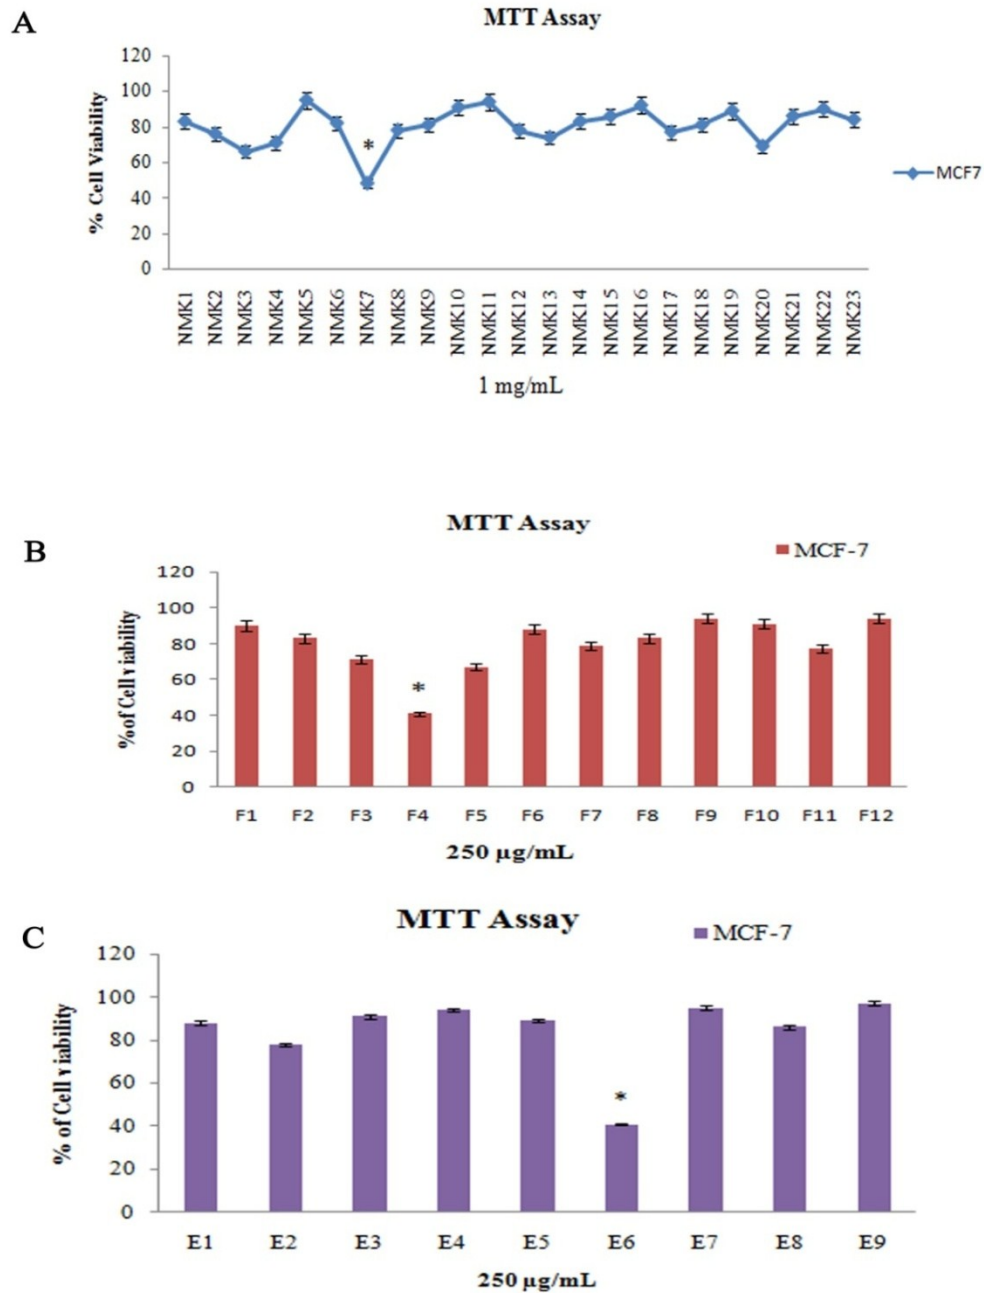 A
MTT Assay
120
100
80
60
40
20
0
% Cell Viability
*
MCF7
NMK1
NMK2
NMK3
NMK4
NMK5
NMK6
NMK7
NMK8
NMK9
NMK10
NMK11
NMK12
NMK13
NMK14
NMK15
NMK16
NMK17
NMK18
NMK19
NMK20
NMK21
NMK22
NMK23
1 mg/mL
B
MTT Assay
MCF-7
120
100
80
60
40
20
0
%of Cell viability
*
F1 F2 F3 F4 F5 F6 F7 F8 F9 F10 F11 F12
250 µg/mL
C
MTT Assay
MCF-7
120
100
80
60
40
20
0
% of Cell viability
*
E1 E2 E3 E4 E5 E6 E7 E8 E9
250 µg/mL